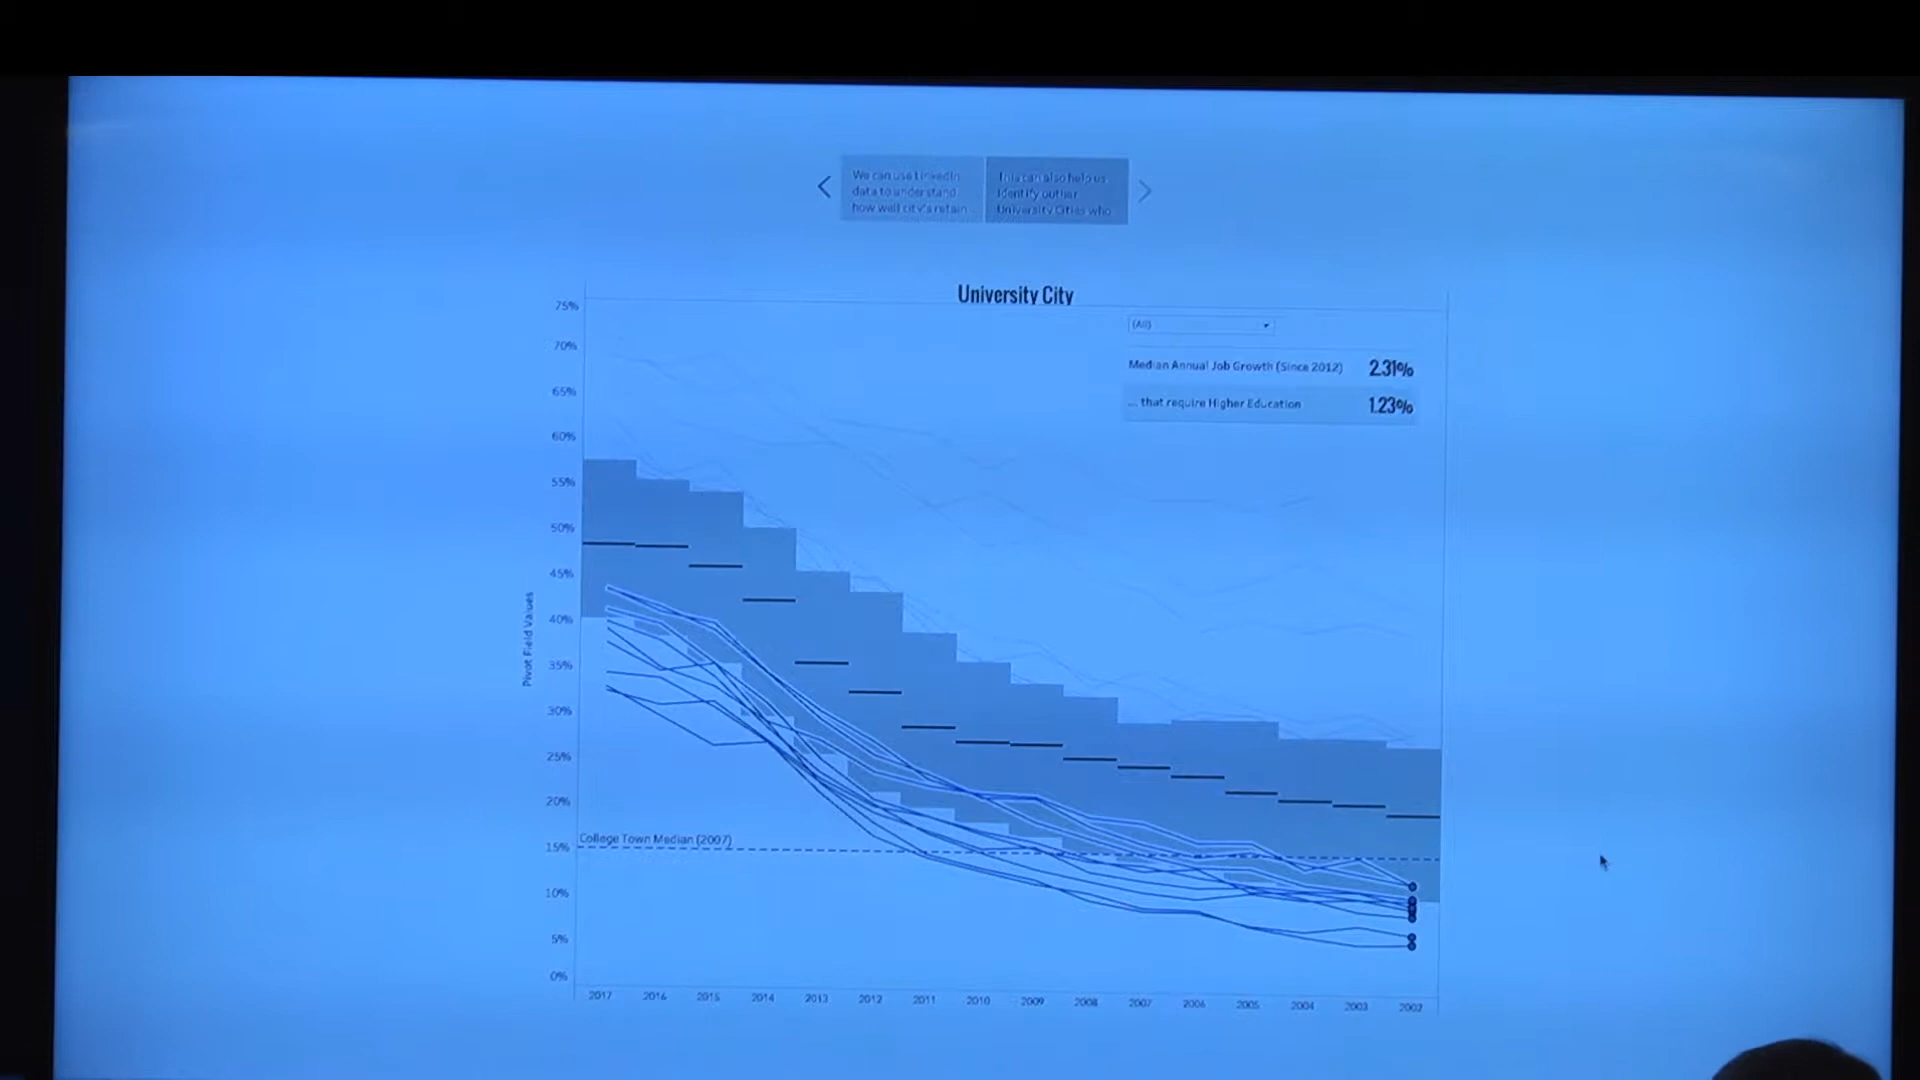 We can use LinkedIn
data to understand
how well city's retain
This can also help us
identify outlier
University Cities who
University City
(All)
Median Annual Job Growth (Since 2012) 2.31%
... that require Higher Education 1.23%
75%
70%
65%
60%
55%
50%
45%
40%
35%
30%
25%
20%
15%
10%
5%
0%
Pivot Field Values
College Town Median (2007)
2017 2016 2015 2014 2013 2012 2011 2010 2009 2008 2007 2006 2005 2004 2003 2002